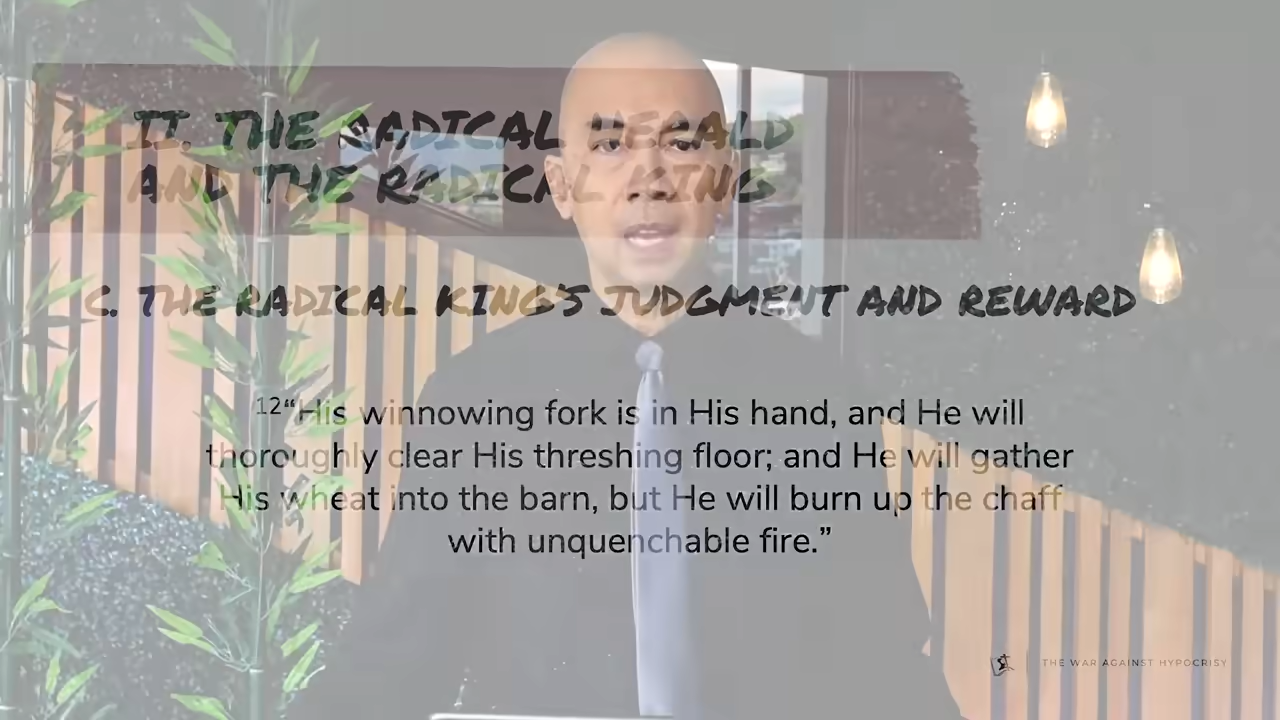 II. THE RADICAL HERALD
AND THE RADICAL KING
C. THE RADICAL KING'S JUDGMENT AND REWARD
12“His winnowing fork is in His hand, and He will
thoroughly clear His threshing floor; and He will gather
His wheat into the barn, but He will burn up the chaff
with unquenchable fire.”
THE WAR AGAINST HYPOCRISY